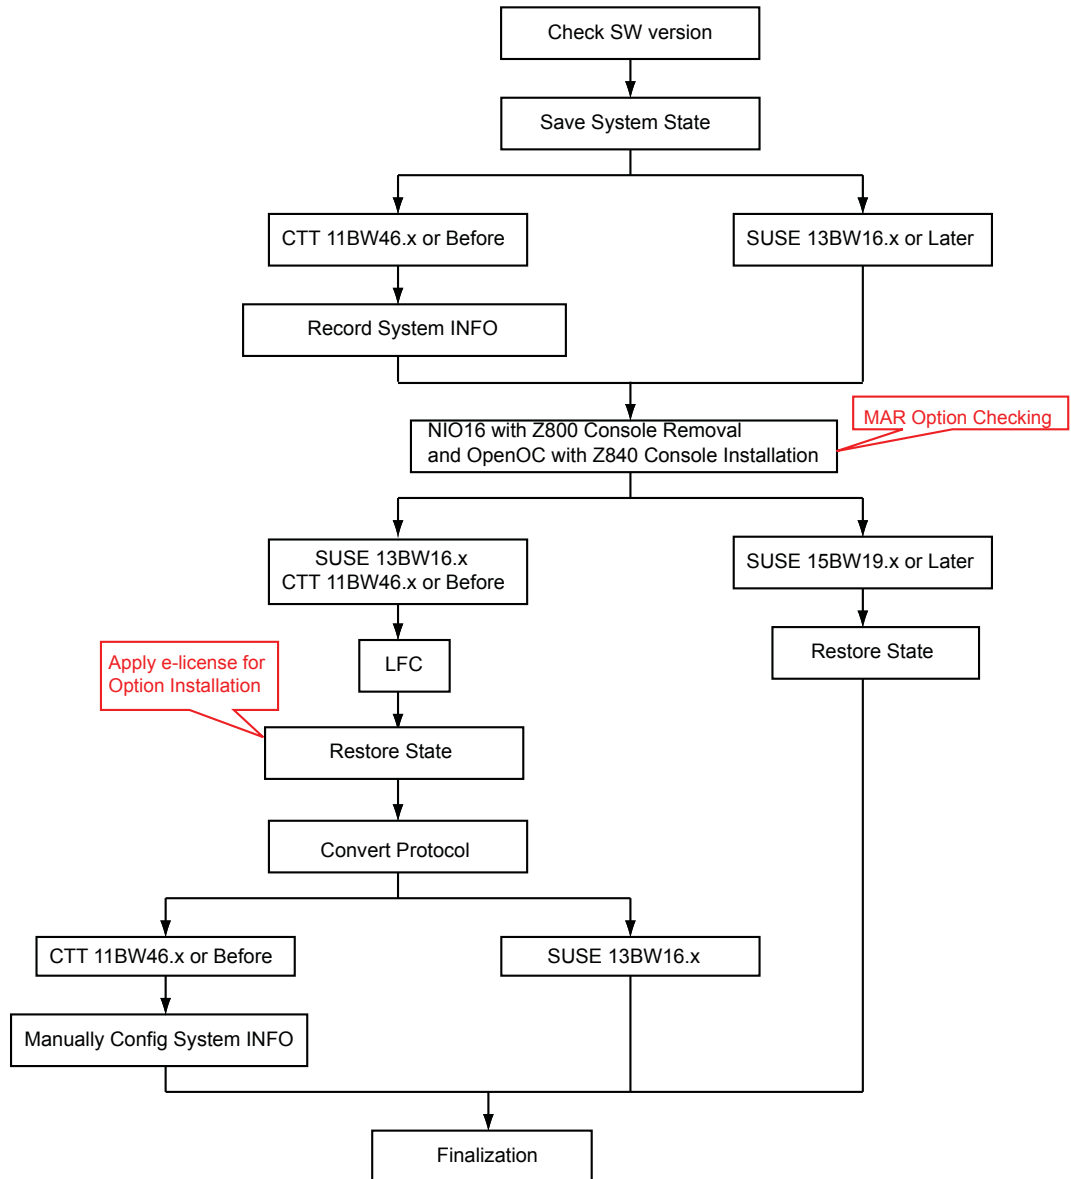 Check SW version
Save System State
CTT 11BW46.x or Before
SUSE 13BW16.x or Later
Record System INFO
MAR Option Checking
NIO16 with Z800 Console Removal
and OpenOC with Z840 Console Installation
SUSE 13BW16.x
CTT 11BW46.x or Before
SUSE 15BW19.x or Later
LFC
Restore State
Apply e-license for
Option Installation
Restore State
Convert Protocol
CTT 11BW46.x or Before
SUSE 13BW16.x
Manually Config System INFO
Finalization